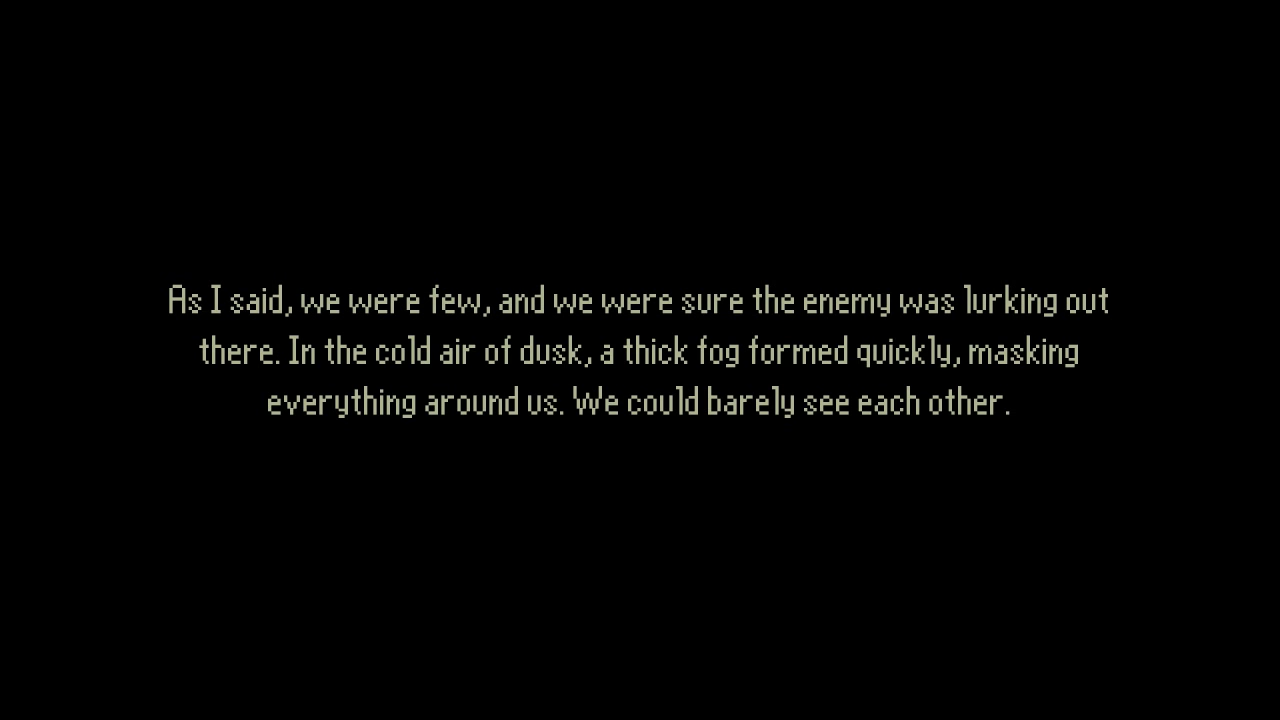 As I said, we were few, and we were sure the enemy was lurking out
there. In the cold air of dusk, a thick fog formed quickly, masking
everything around us. We could barely see each other.